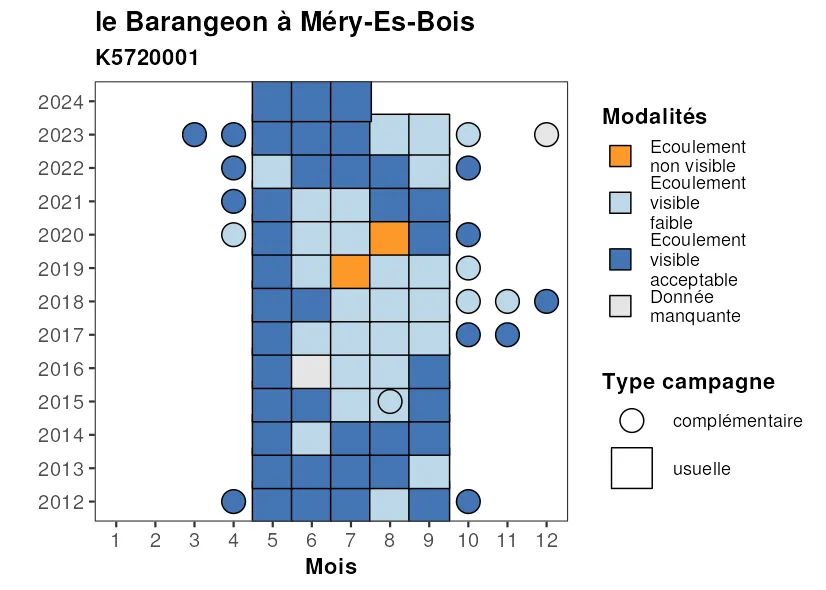 le Barangeon à Méry-Es-Bois
K5720001
2024
2023
2022
2021
2020
2019
2018
2017
2016
2015
2014
2013
2012
1 2 3 4 5 6 7 8 9 10 11 12
Mois
Modalités
Ecoulement
non visible
Ecoulement
visible
faible
Ecoulement
visible
acceptable
Donnée
manquante
Type campagne
complémentaire
usuelle